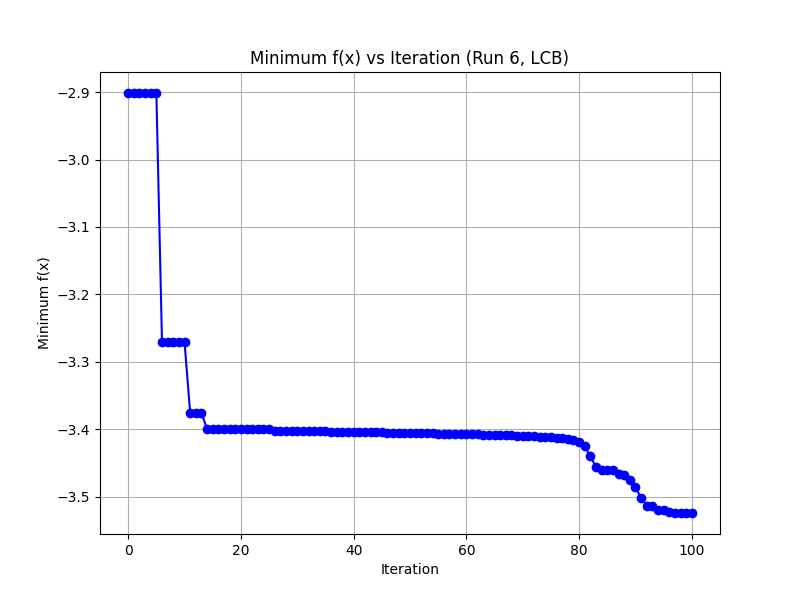 Minimum f(x) vs Iteration (Run 6, LCB)
−2.9
−3.0
−3.1
−3.2
−3.3
−3.4
−3.5
Minimum f(x)
0 20 40 60 80 100
Iteration